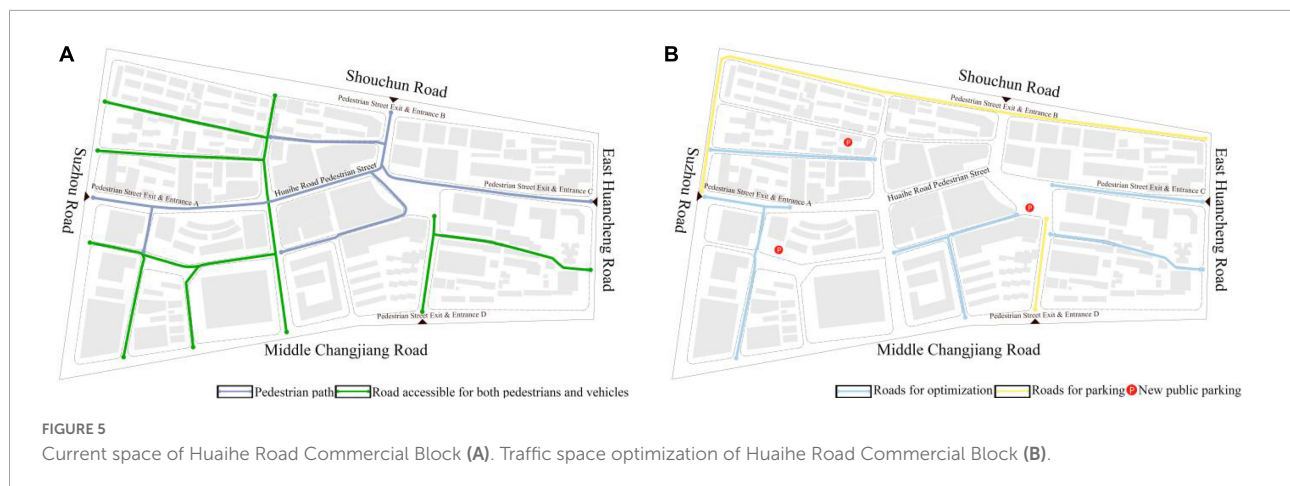 A
Shouchun Road
Pedestrian Street Exit & Entrance B
Suzhou Road
Huaihe Road Pedestrian Street
Pedestrian Street Exit & Entrance A
Pedestrian Street Exit & Entrance C
East Huancheng Road
Pedestrian Street Exit & Entrance D
Middle Changjiang Road
Pedestrian path
Road accessible for both pedestrians and vehicles
B
Shouchun Road
Pedestrian Street Exit & Entrance B
P
Suzhou Road
Huaihe Road Pedestrian Street
Pedestrian Street Exit & Entrance A
Pedestrian Street Exit & Entrance C
East Huancheng Road
P
P
Pedestrian Street Exit & Entrance D
Middle Changjiang Road
Roads for optimization
Roads for parking
P New public parking
FIGURE 5
Current space of Huaihe Road Commercial Block (A). Traffic space optimization of Huaihe Road Commercial Block (B).